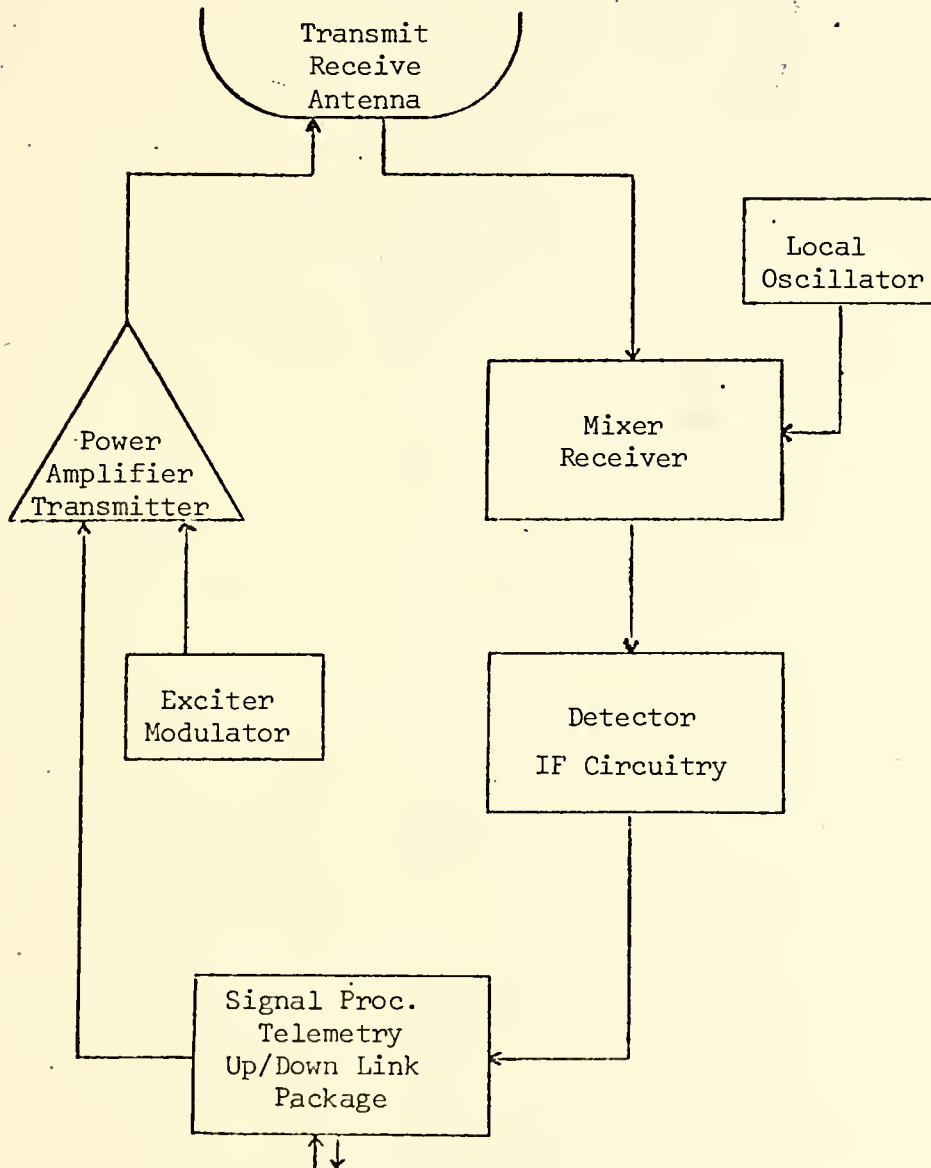 Transmit
Receive
Antenna
Local
Oscillator
Mixer
Receiver
Power
Amplifier
Transmitter
Exciter
Modulator
Detector
IF Circuitry
Signal Proc.
Telemetry
Up/Down Link
Package